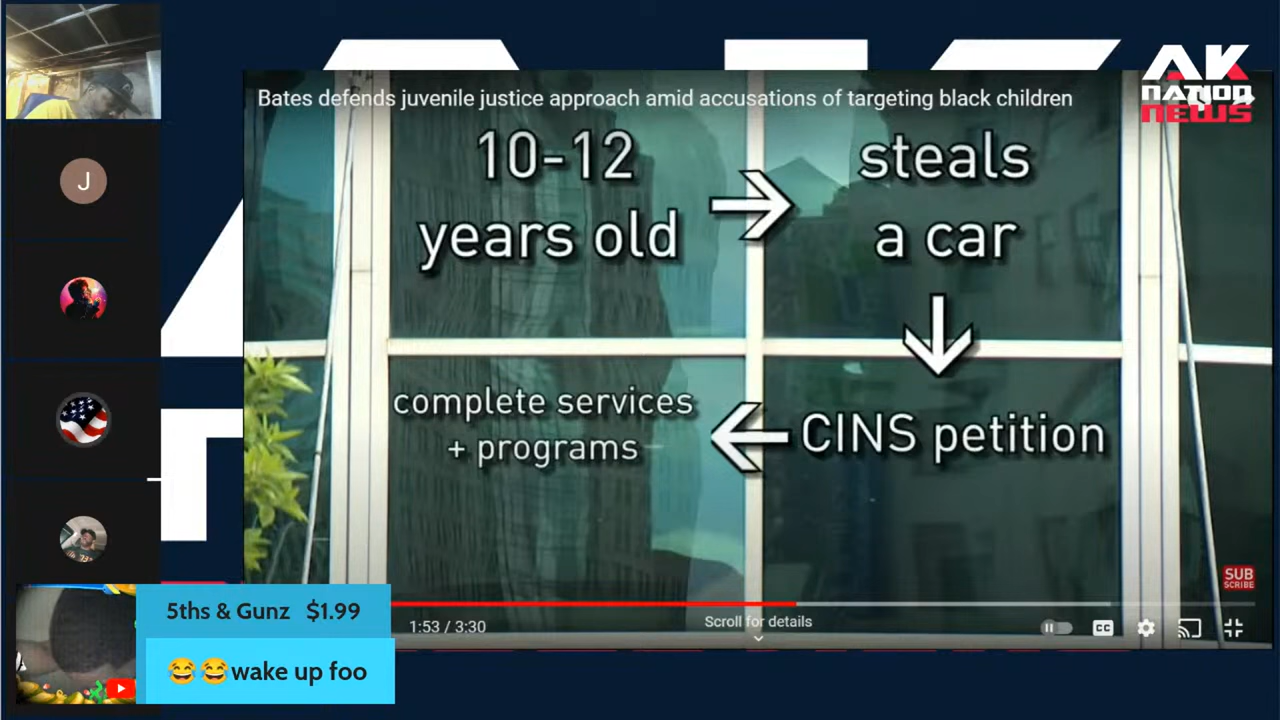 AK
NATION
NEWS
Bates defends juvenile justice approach amid accusations of targeting black children
10-12
years old
steals
a car
complete services
+ programs
CINS petition
J
SUB
SCRIBE
5ths & Gunz $1.99
😂😂wake up foo
1:53 / 3:30
Scroll for details
CC